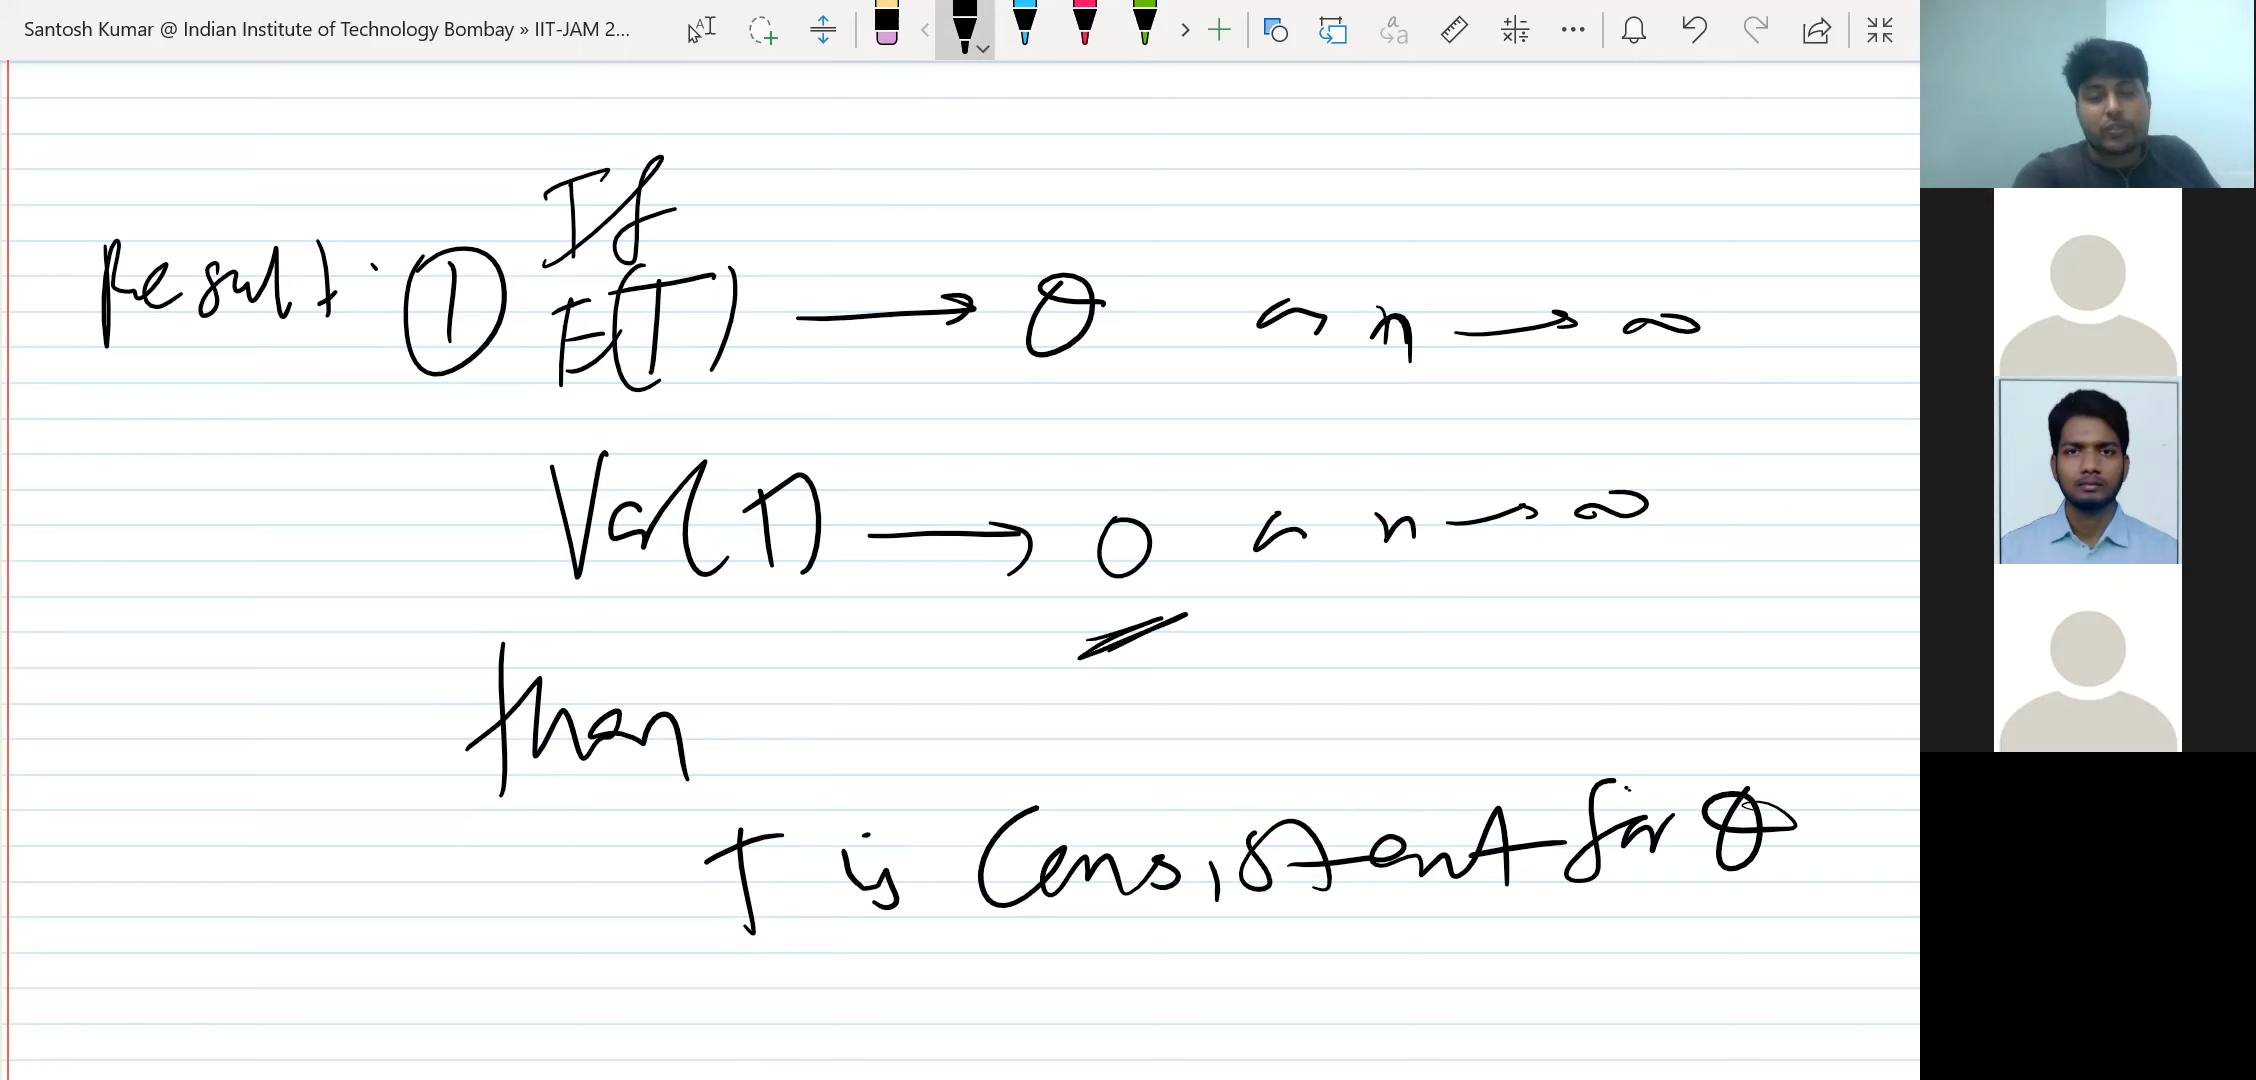 Santosh Kumar @ Indian Institute of Technology Bombay » IIT-JAM 2...
If
Result: ① E(T) → θ as n → ∞
Var(T) → 0 as n → ∞
then
T is Consistent for θ